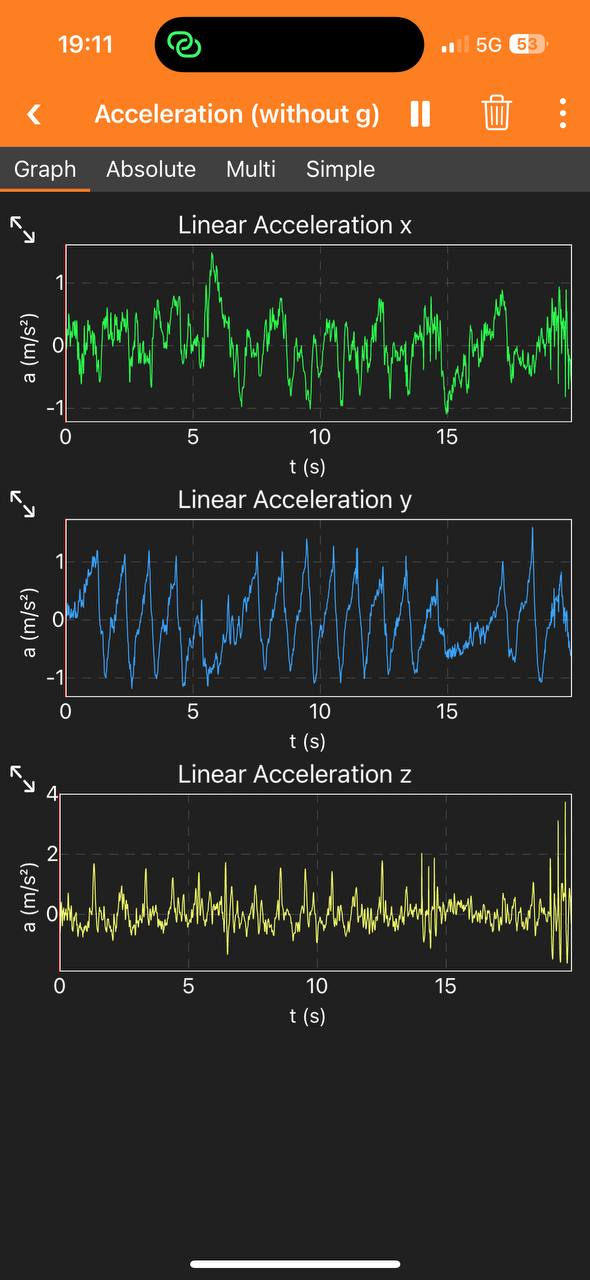 19:11
5G 53
Acceleration (without g)
Graph Absolute Multi Simple
Linear Acceleration x
a (m/s²)
1
0
-1
0 5 10 15
t (s)
Linear Acceleration y
a (m/s²)
1
0
-1
0 5 10 15
t (s)
Linear Acceleration z
a (m/s²)
4
2
0
0 5 10 15
t (s)